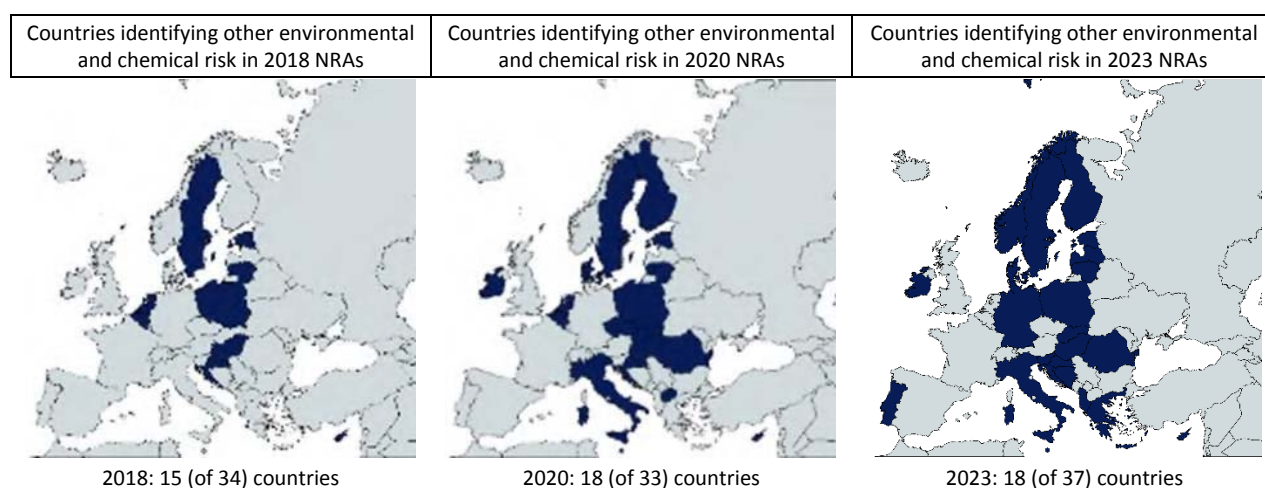 Countries identifying other environmental
and chemical risk in 2018 NRAs
Countries identifying other environmental
and chemical risk in 2020 NRAs
Countries identifying other environmental
and chemical risk in 2023 NRAs
2018: 15 (of 34) countries
2020: 18 (of 33) countries
2023: 18 (of 37) countries